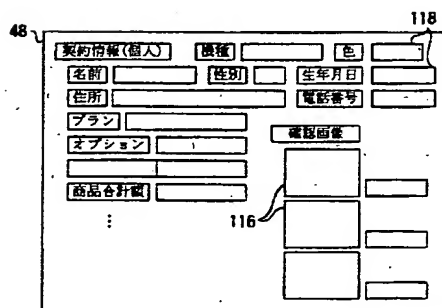 48
118
契約情報(個人) 機種 色
名前 性別 生年月日
住所 電話番号
プラン
確認画像
オプション
商品合計額
116